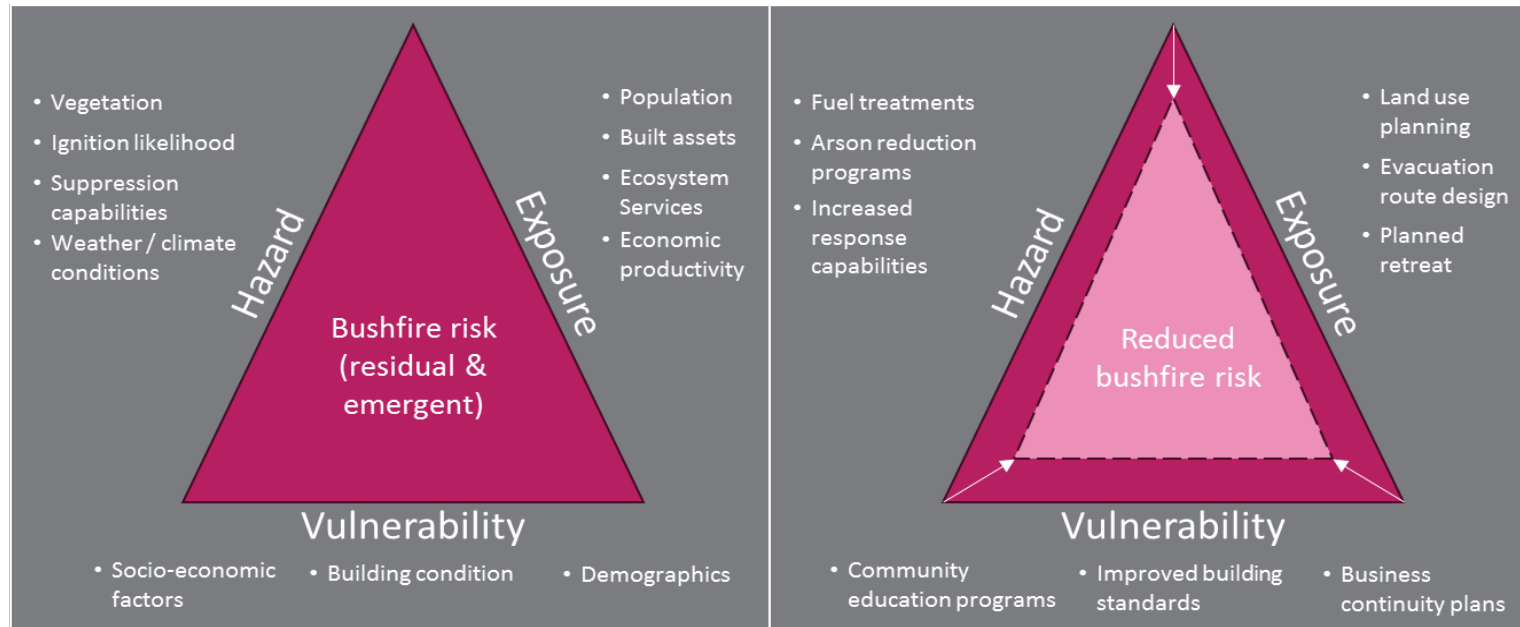 • Vegetation
• Ignition likelihood
• Suppression
capabilities
• Weather / climate
conditions
Hazard
• Population
• Built assets
• Ecosystem
Services
• Economic
productivity
Exposure
Bushfire risk
(residual &
emergent)
Vulnerability
• Socio-economic
factors
• Building condition
• Demographics
• Fuel treatments
• Arson reduction
programs
• Increased
response
capabilities
Hazard
• Land use
planning
• Evacuation
route design
• Planned
retreat
Exposure
Reduced
bushfire risk
Vulnerability
• Community
education programs
• Improved building
standards
• Business
continuity plans